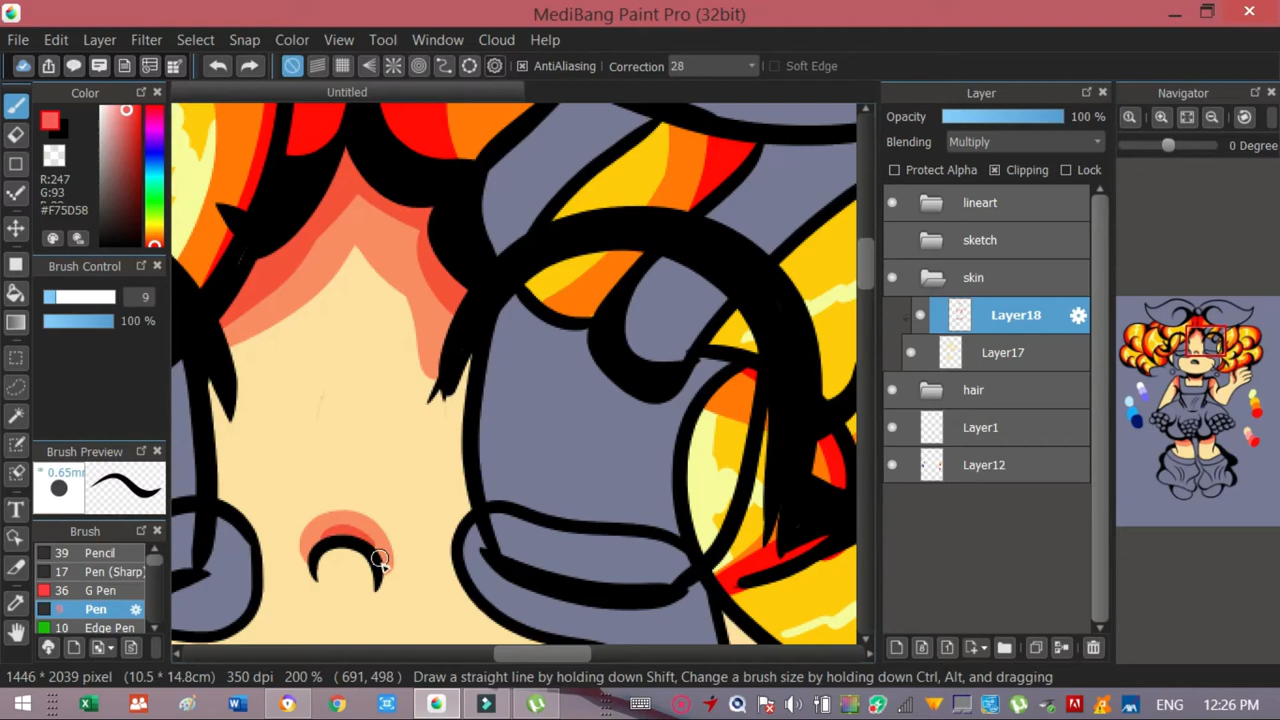 MediBang Paint Pro (32bit)
File Edit Layer Filter Select Snap Color View Tool Window Cloud Help
AntiAliasing Correction 28 Soft Edge
Color
Untitled
Layer
Navigator
Opacity 100 %
0 Degree
Blending Multiply
Protect Alpha Clipping Lock
R:247
G:93
B:88
#F75D58
lineart
sketch
Brush Control
skin
9
100 %
Layer18
Layer17
hair
Layer1
Brush Preview
Layer12
* 0.65m
Brush
39 Pencil
17 Pen (Sharp)
36 G Pen
9 Pen
10 Edge Pen
1446 * 2039 pixel (10.5 * 14.8cm) 350 dpi 200 % ( 691, 498 ) Draw a straight line by holding down Shift, Change a brush size by holding down Ctrl, Alt, and dragging
ENG 12:26 PM